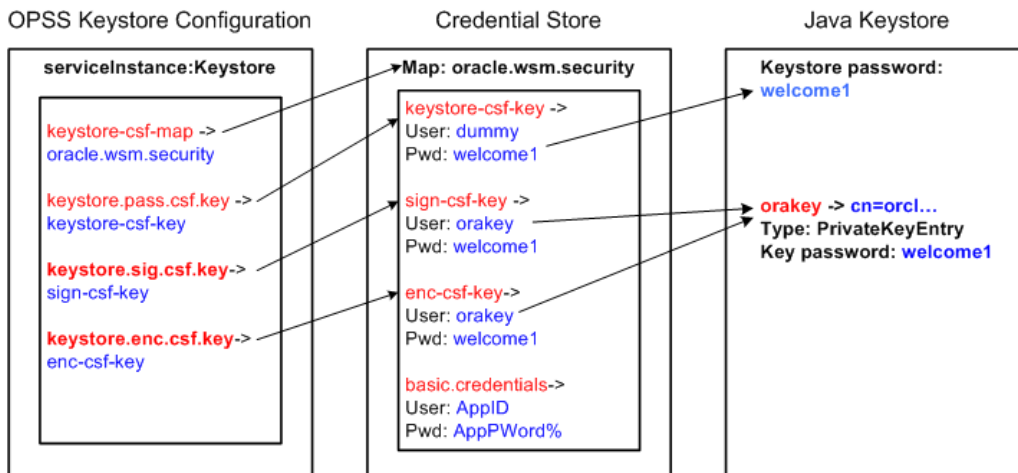 OPSS Keystore Configuration
serviceInstance:Keystore
keystore-csf-map ->
oracle.wsm.security
keystore.pass.csf.key ->
keystore-csf-key
keystore.sig.csf.key->
sign-csf-key
keystore.enc.csf.key->
enc-csf-key
Credential Store
Map: oracle.wsm.security
keystore-csf-key ->
User: dummy
Pwd: welcome1
sign-csf-key ->
User: orakey
Pwd: welcome1
enc-csf-key->
User: orakey
Pwd: welcome1
basic.credentials->
User: AppID
Pwd: AppPWord%
Java Keystore
Keystore password:
welcome1
orakey -> cn=orcl...
Type: PrivateKeyEntry
Key password: welcome1